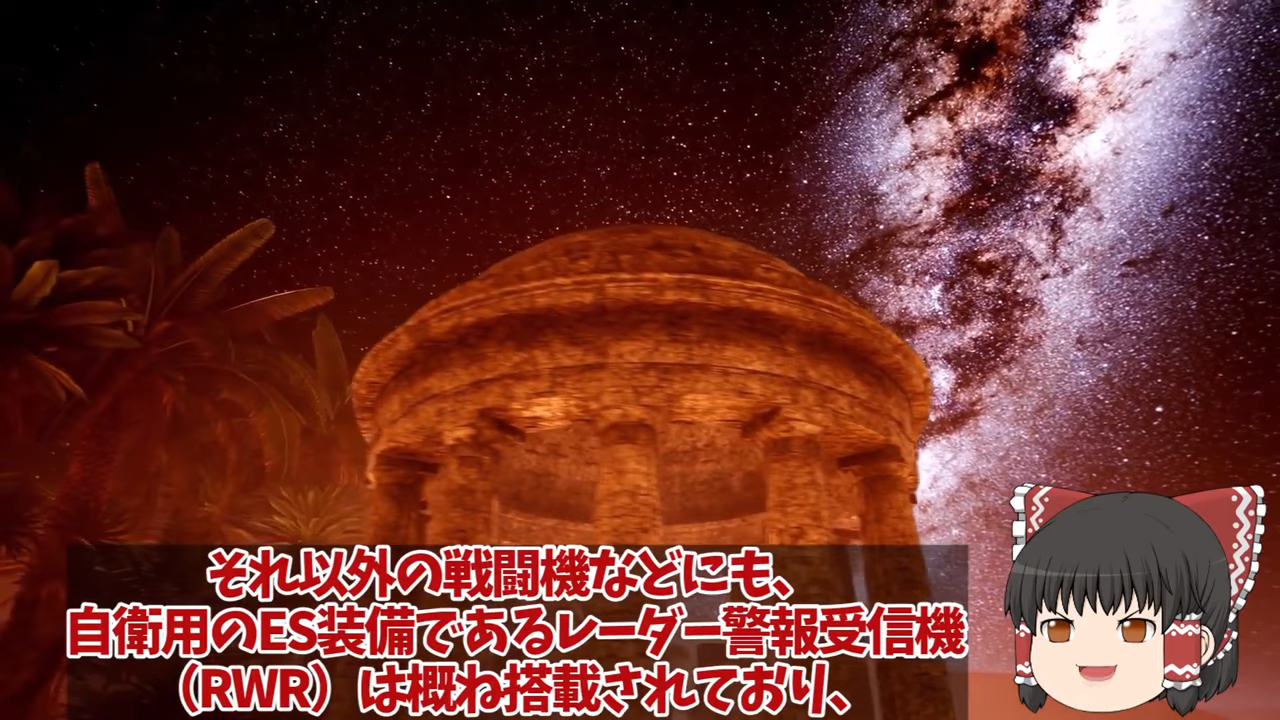 それ以外の戦闘機などにも、
自衛用のES装備であるレーダー警報受信機
（RWR）は概ね搭載されており、